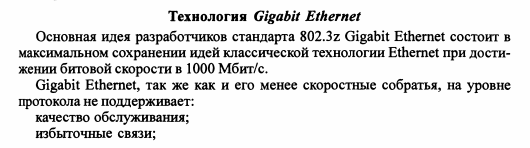 Технология Gigabit Ethernet
Основная идея разработчиков стандарта 802.3z Gigabit Ethernet состоит в
максимальном сохранении идей классической технологии Ethernet при дости-
жении битовой скорости в 1000 Мбит/с.
Gigabit Ethernet, так же как и его менее скоростные собратья, на уровне
протокола не поддерживает:
качество обслуживания;
избыточные связи;